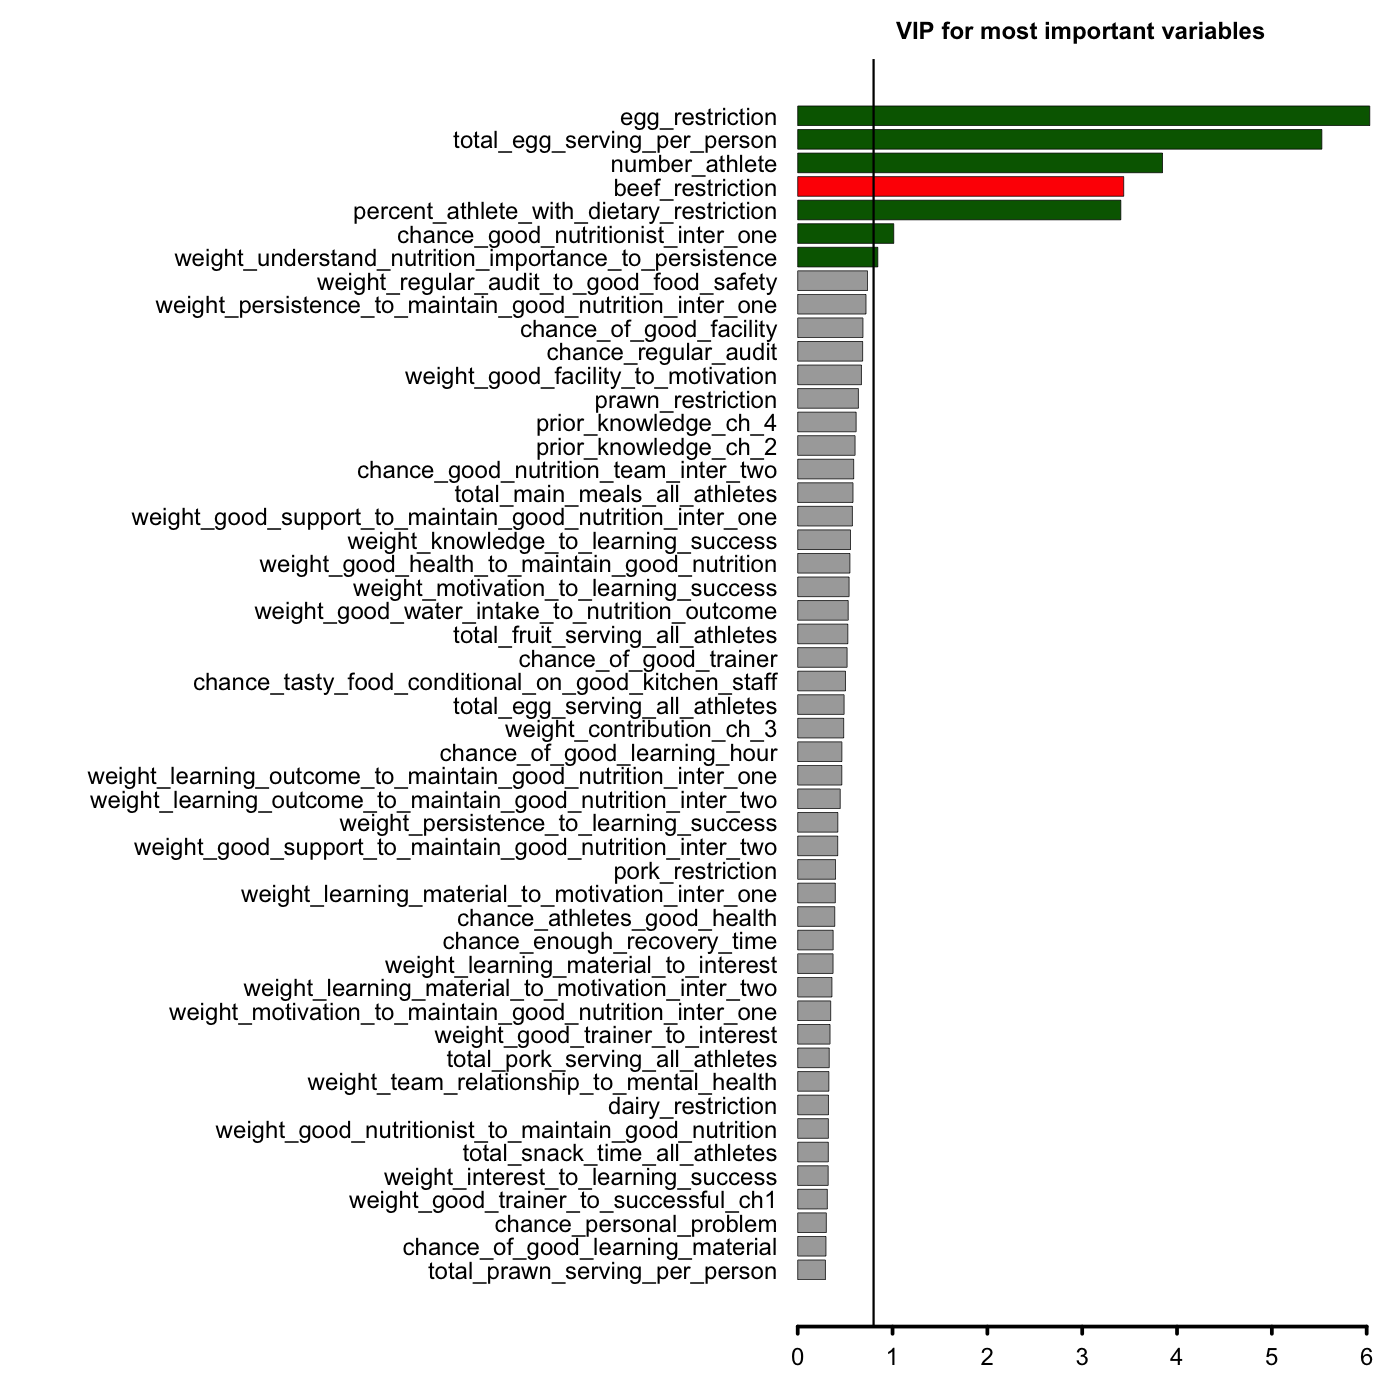 VIP for most important variables
egg_restriction
total_egg_serving_per_person
number_athlete
beef_restriction
percent_athlete_with_dietary_restriction
chance_good_nutritionist_inter_one
weight_understand_nutrition_importance_to_persistence
weight_regular_audit_to_good_food_safety
weight_persistence_to_maintain_good_nutrition_inter_one
chance_of_good_facility
chance_regular_audit
weight_good_facility_to_motivation
prawn_restriction
prior_knowledge_ch_4
prior_knowledge_ch_2
chance_good_nutrition_team_inter_two
total_main_meals_all_athletes
weight_good_support_to_maintain_good_nutrition_inter_one
weight_knowledge_to_learning_success
weight_good_health_to_maintain_good_nutrition
weight_motivation_to_learning_success
weight_good_water_intake_to_nutrition_outcome
total_fruit_serving_all_athletes
chance_of_good_trainer
chance_tasty_food_conditional_on_good_kitchen_staff
total_egg_serving_all_athletes
weight_contribution_ch_3
chance_of_good_learning_hour
weight_learning_outcome_to_maintain_good_nutrition_inter_one
weight_learning_outcome_to_maintain_good_nutrition_inter_two
weight_persistence_to_learning_success
weight_good_support_to_maintain_good_nutrition_inter_two
pork_restriction
weight_learning_material_to_motivation_inter_one
chance_athletes_good_health
chance_enough_recovery_time
weight_learning_material_to_interest
weight_learning_material_to_motivation_inter_two
weight_motivation_to_maintain_good_nutrition_inter_one
weight_good_trainer_to_interest
total_pork_serving_all_athletes
weight_team_relationship_to_mental_health
dairy_restriction
weight_good_nutritionist_to_maintain_good_nutrition
total_snack_time_all_athletes
weight_interest_to_learning_success
weight_good_trainer_to_successful_ch1
chance_personal_problem
chance_of_good_learning_material
total_prawn_serving_per_person
0 1 2 3 4 5 6